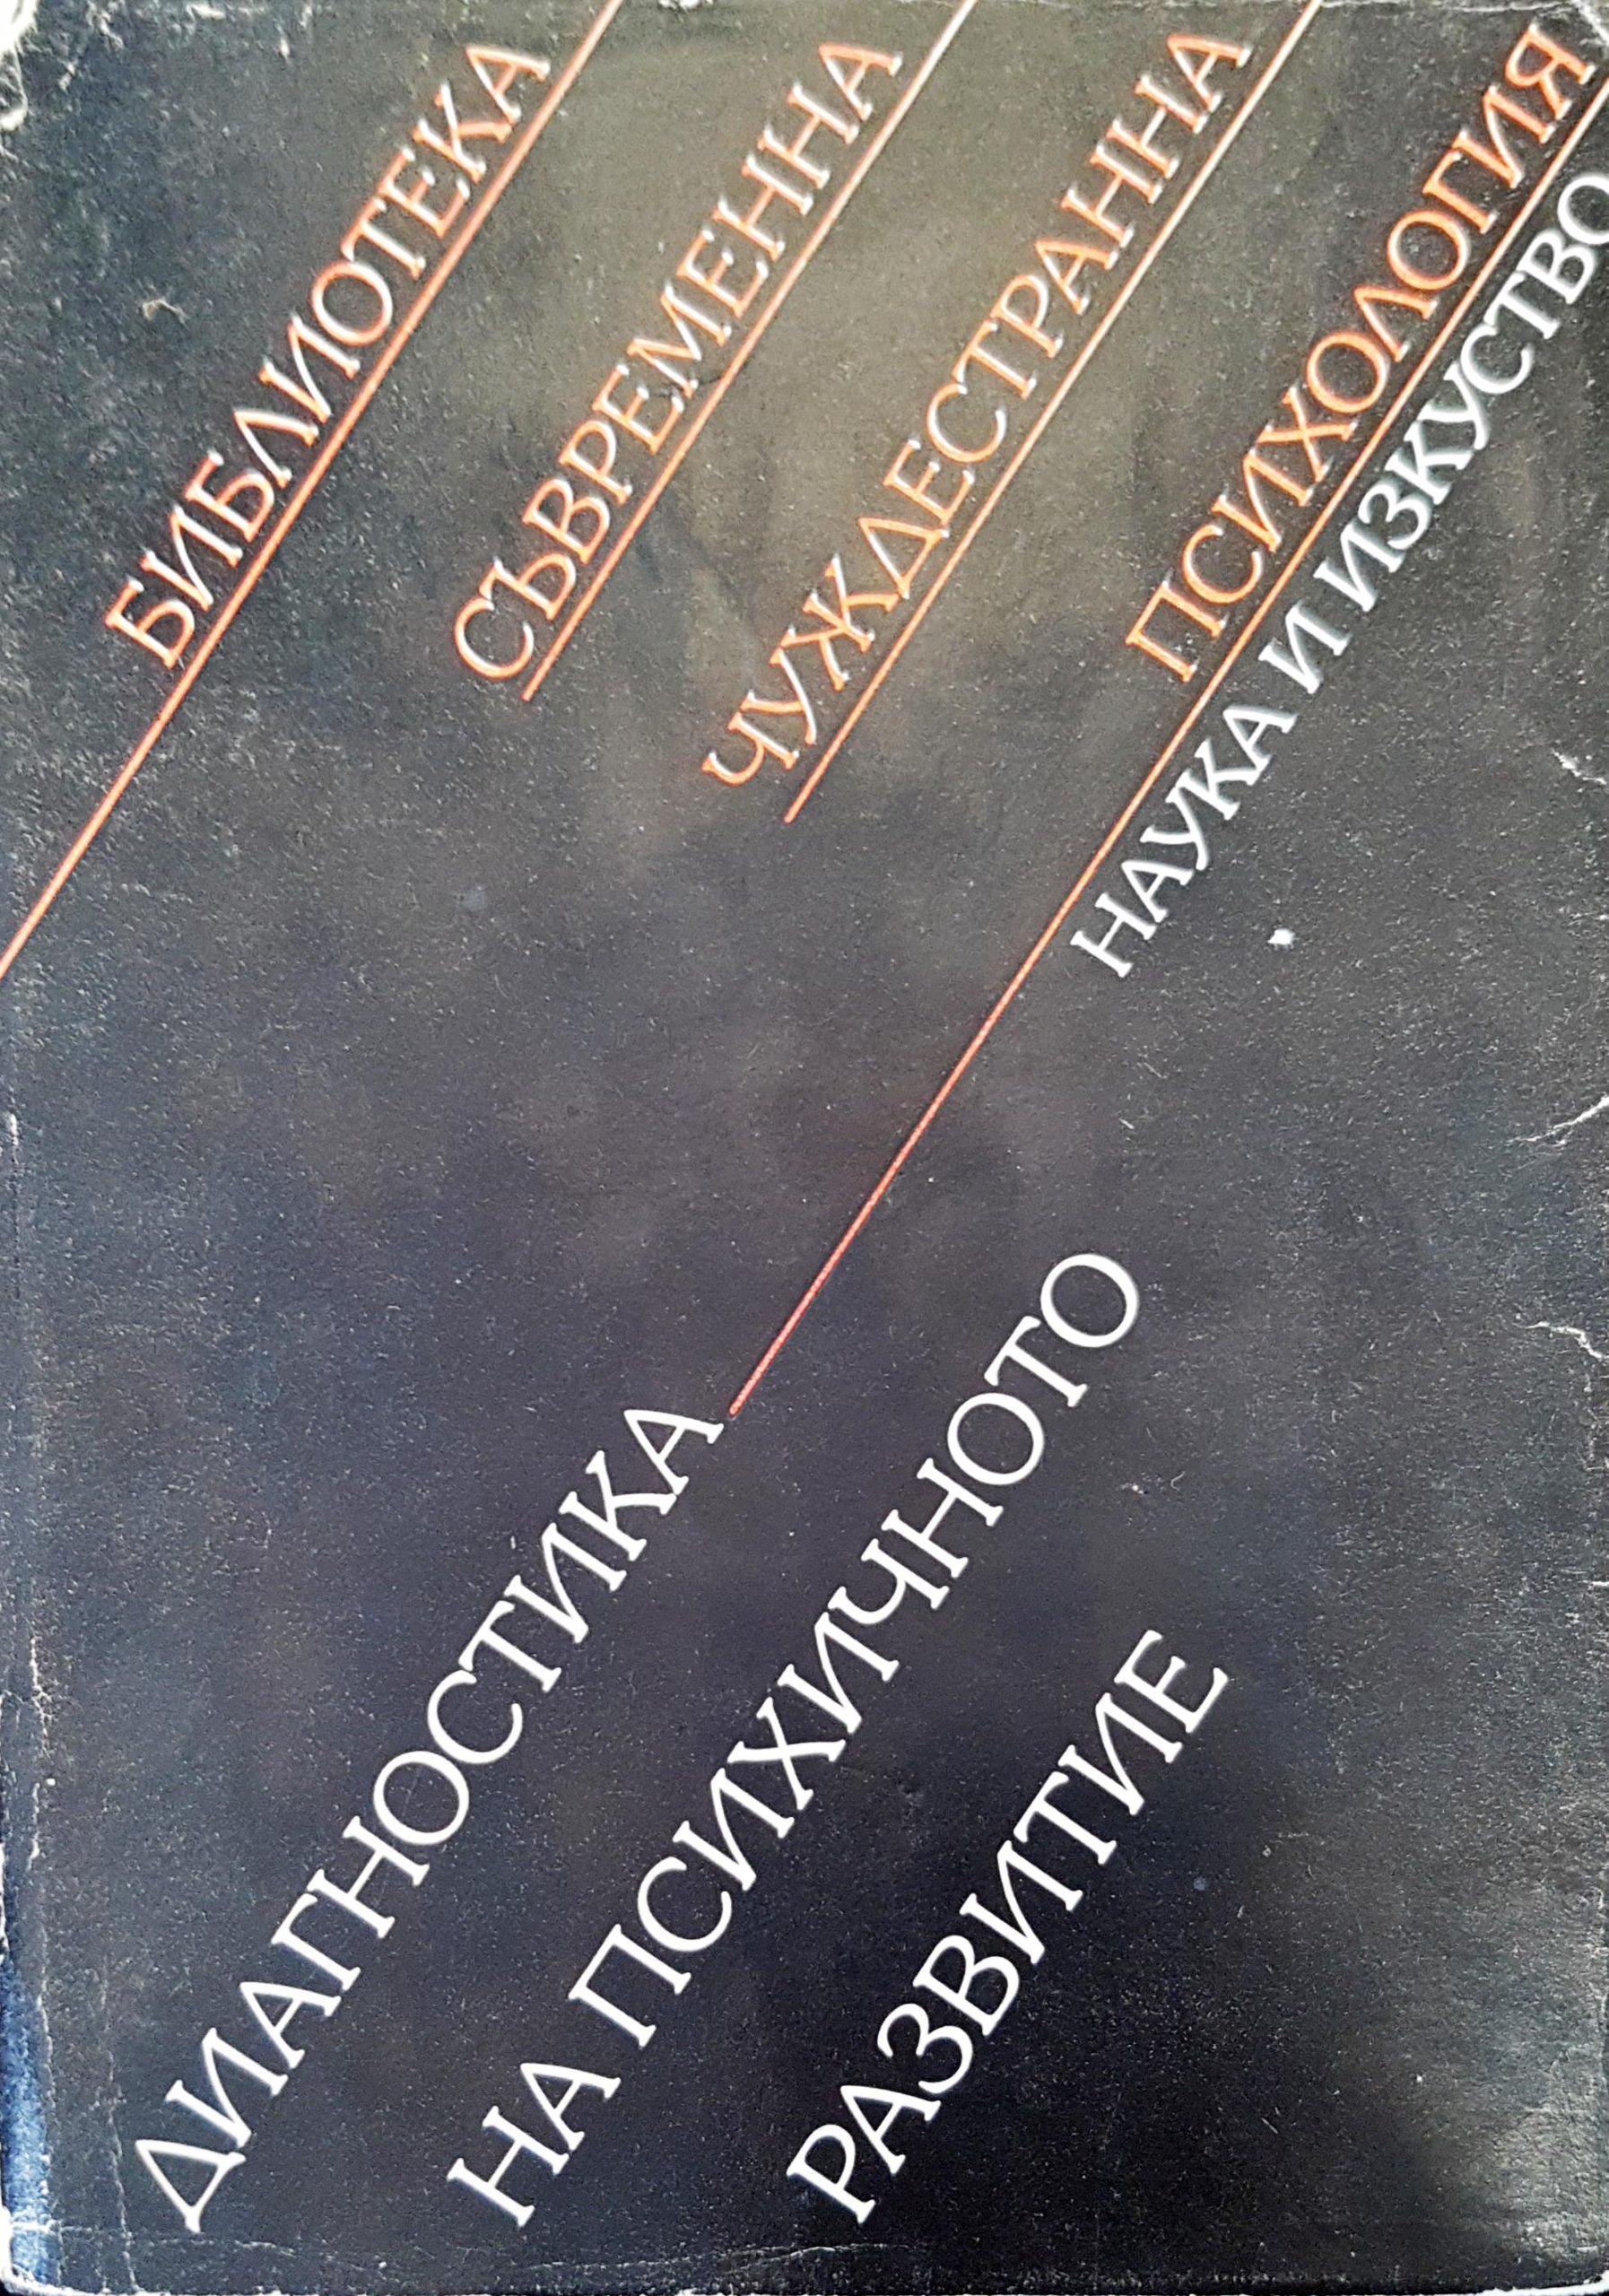 БИБЛИОТЕКА
СЪВРЕМЕННА
ЧУЖДЕСТРАННА
ПСИХОЛОГИЯ
НАУКА И ИЗКУСТВО
ДИАГНОСТИКА
НА ПСИХИЧНОТО
РАЗВИТИЕ